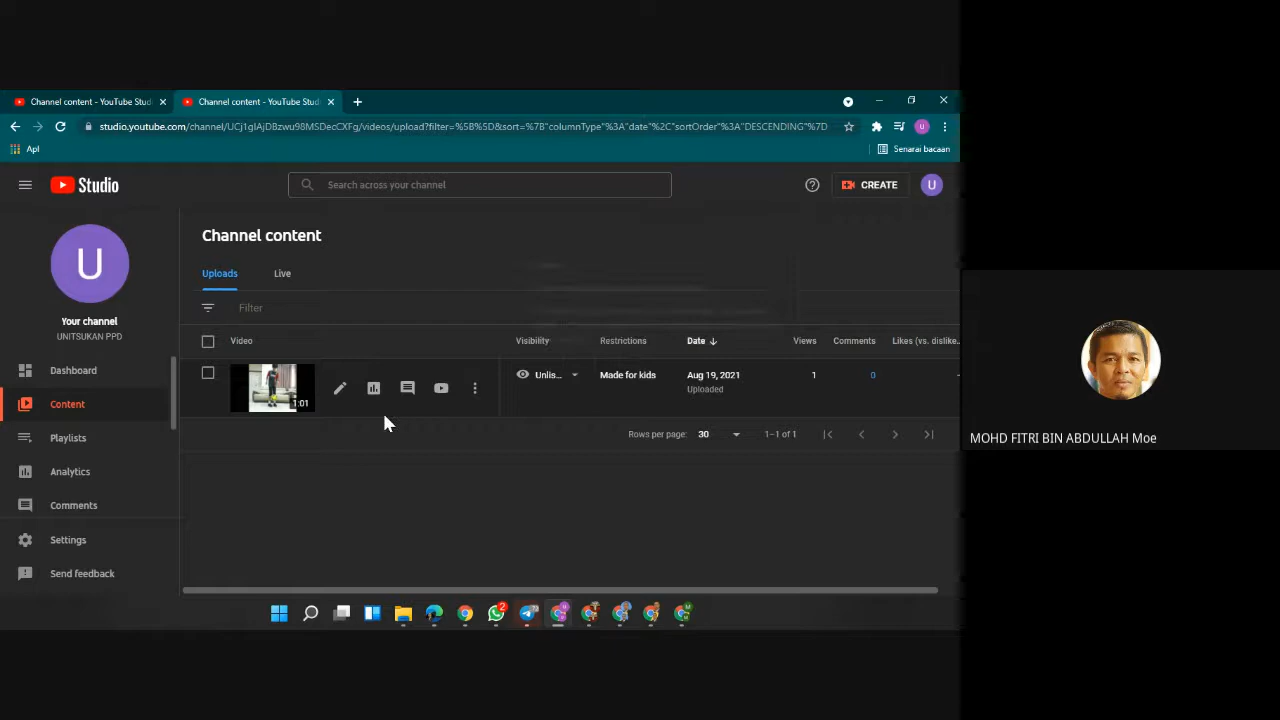 Channel content - YouTube Stud
Channel content - YouTube Stud
studio.youtube.com/channel/UCj1glAjDBzwu98MSDecCXFg/videos/upload?filter=%5B%5D&sort=%7B"columnType"%3A"date"%2C"sortOrder"%3A"DESCENDING"%7D
Apl
Senarai bacaan
Studio
Search across your channel
CREATE
U
U
Your channel
UNITSUKAN PPD
Dashboard
Content
Playlists
Analytics
Comments
Settings
Send feedback
Channel content
Uploads
Live
Filter
Video
Visibility
Restrictions
Date
Views
Comments
Likes (vs. dislike...
1:01
Unlis...
Made for kids
Aug 19, 2021
Uploaded
1
0
–
Rows per page:
30
1–1 of 1
2
MOHD FITRI BIN ABDULLAH Moe